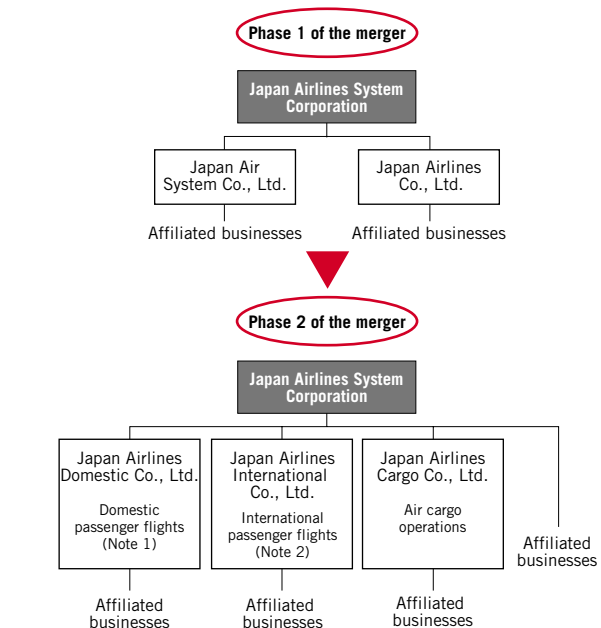 Phase 1 of the merger
Japan Airlines System
Corporation
Japan Air
System Co., Ltd.
Japan Airlines
Co., Ltd.
Affiliated businesses
Affiliated businesses
Phase 2 of the merger
Japan Airlines System
Corporation
Japan Airlines
Domestic Co., Ltd.
Domestic
passenger flights
(Note 1)
Japan Airlines
International
Co., Ltd.
International
passenger flights
(Note 2)
Japan Airlines
Cargo Co., Ltd.
Air cargo
operations
Affiliated
businesses
Affiliated
businesses
Affiliated
businesses
Affiliated
businesses